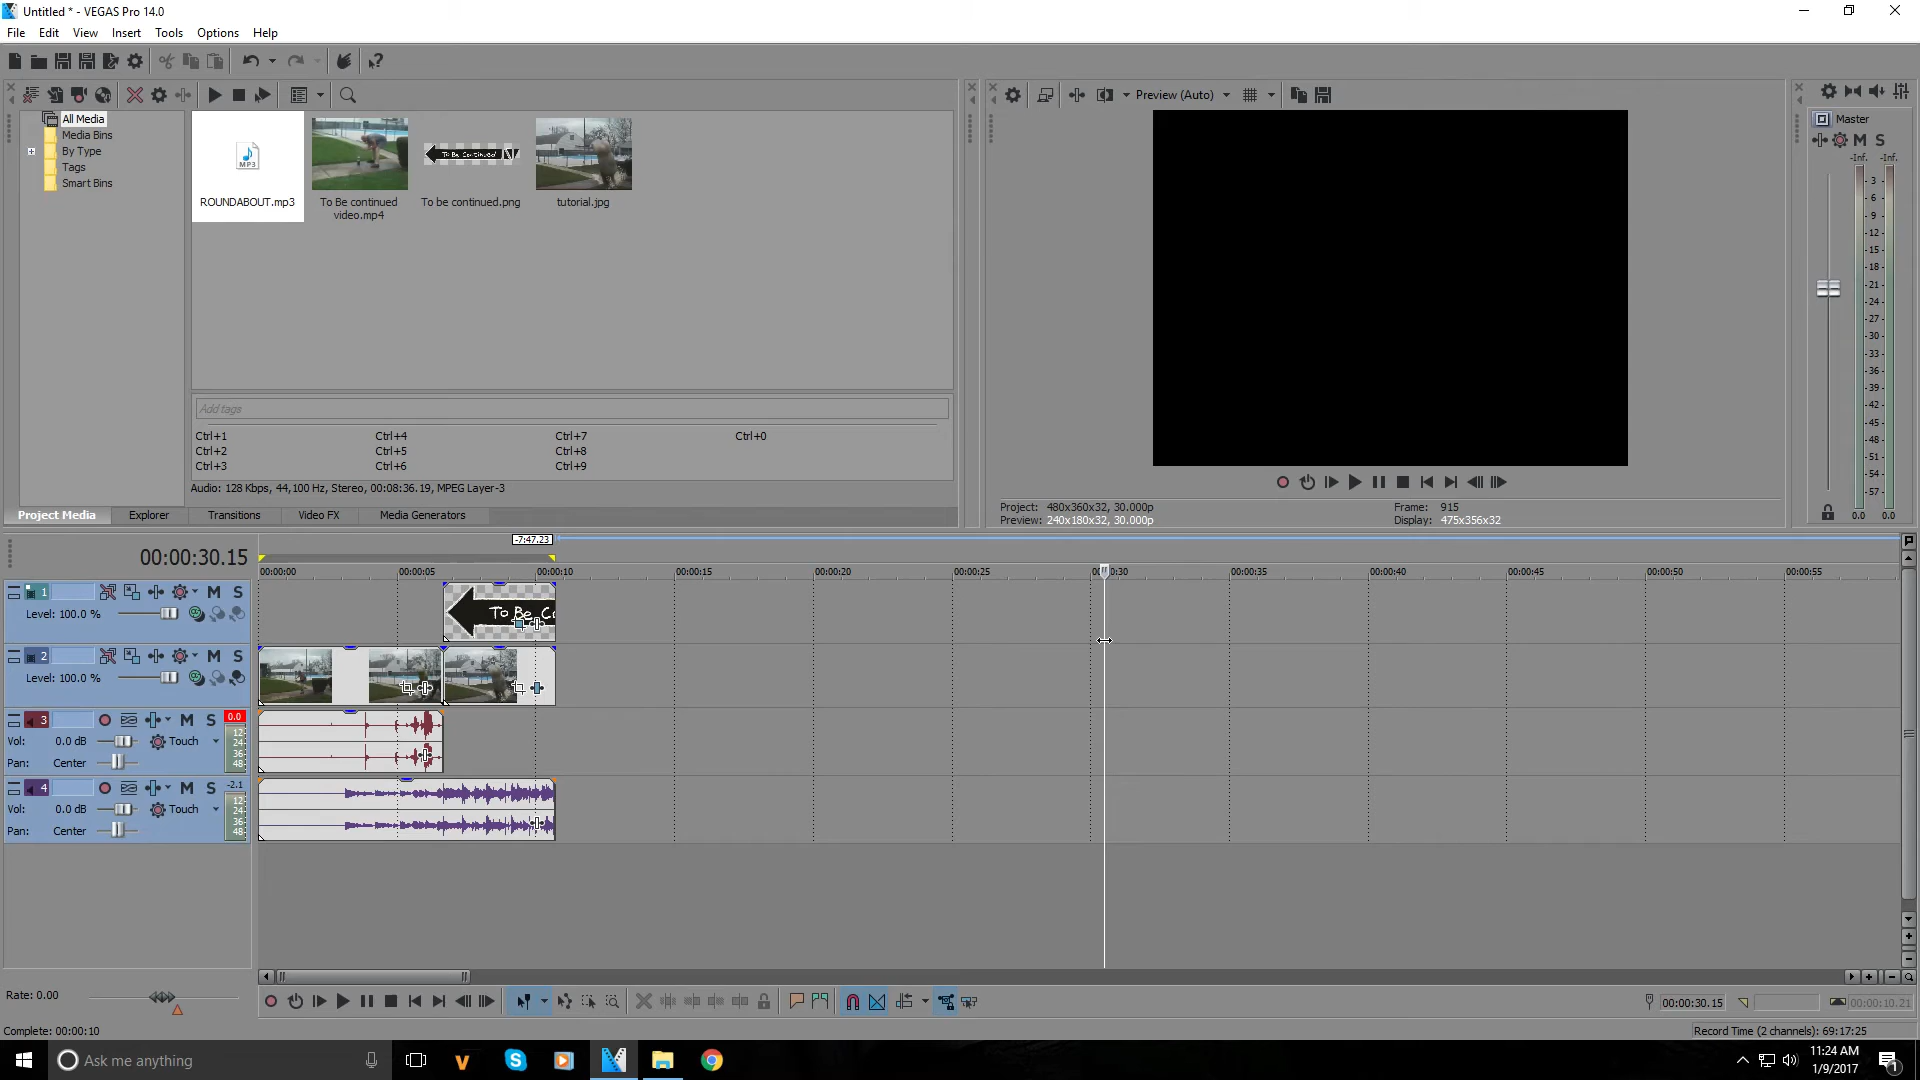 Untitled * - VEGAS Pro 14.0
File Edit View Insert Tools Options Help
Preview (Auto)
All Media
Media Bins
By Type
Tags
Smart Bins
MP3
ROUNDABOUT.mp3
To Be continued
video.mp4
To Be Continued
To be continued.png
tutorial.jpg
Master
M S
-Inf. -Inf.
3
6
9
12
15
18
21
24
27
30
33
36
39
42
45
48
51
54
57
0.0 0.0
Add tags
Ctrl+1 Ctrl+4 Ctrl+7 Ctrl+0
Ctrl+2 Ctrl+5 Ctrl+8
Ctrl+3 Ctrl+6 Ctrl+9
Audio: 128 Kbps, 44,100 Hz, Stereo, 00:08:36.19, MPEG Layer-3
Project Media Explorer Transitions Video FX Media Generators
Project: 480x360x32, 30.000p
Preview: 240x180x32, 30.000p
Frame: 915
Display: 475x356x32
-7:47.23
00:00:30.15
00:00:00 00:00:05 00:00:10 00:00:15 00:00:20 00:00:25 00:00:30 00:00:35 00:00:40 00:00:45 00:00:50 00:00:55
1 M S
Level: 100.0 %
To Be Co
2 M S
Level: 100.0 %
3 M S 0.0
Vol: 0.0 dB Touch
Pan: Center
12
24
36
48
4 M S -2.1
Vol: 0.0 dB Touch
Pan: Center
12
24
36
48
Rate: 0.00
00:00:30.15 00:00:10.21
Complete: 00:00:10
Record Time (2 channels): 69:17:25
Ask me anything
11:24 AM
1/9/2017
1